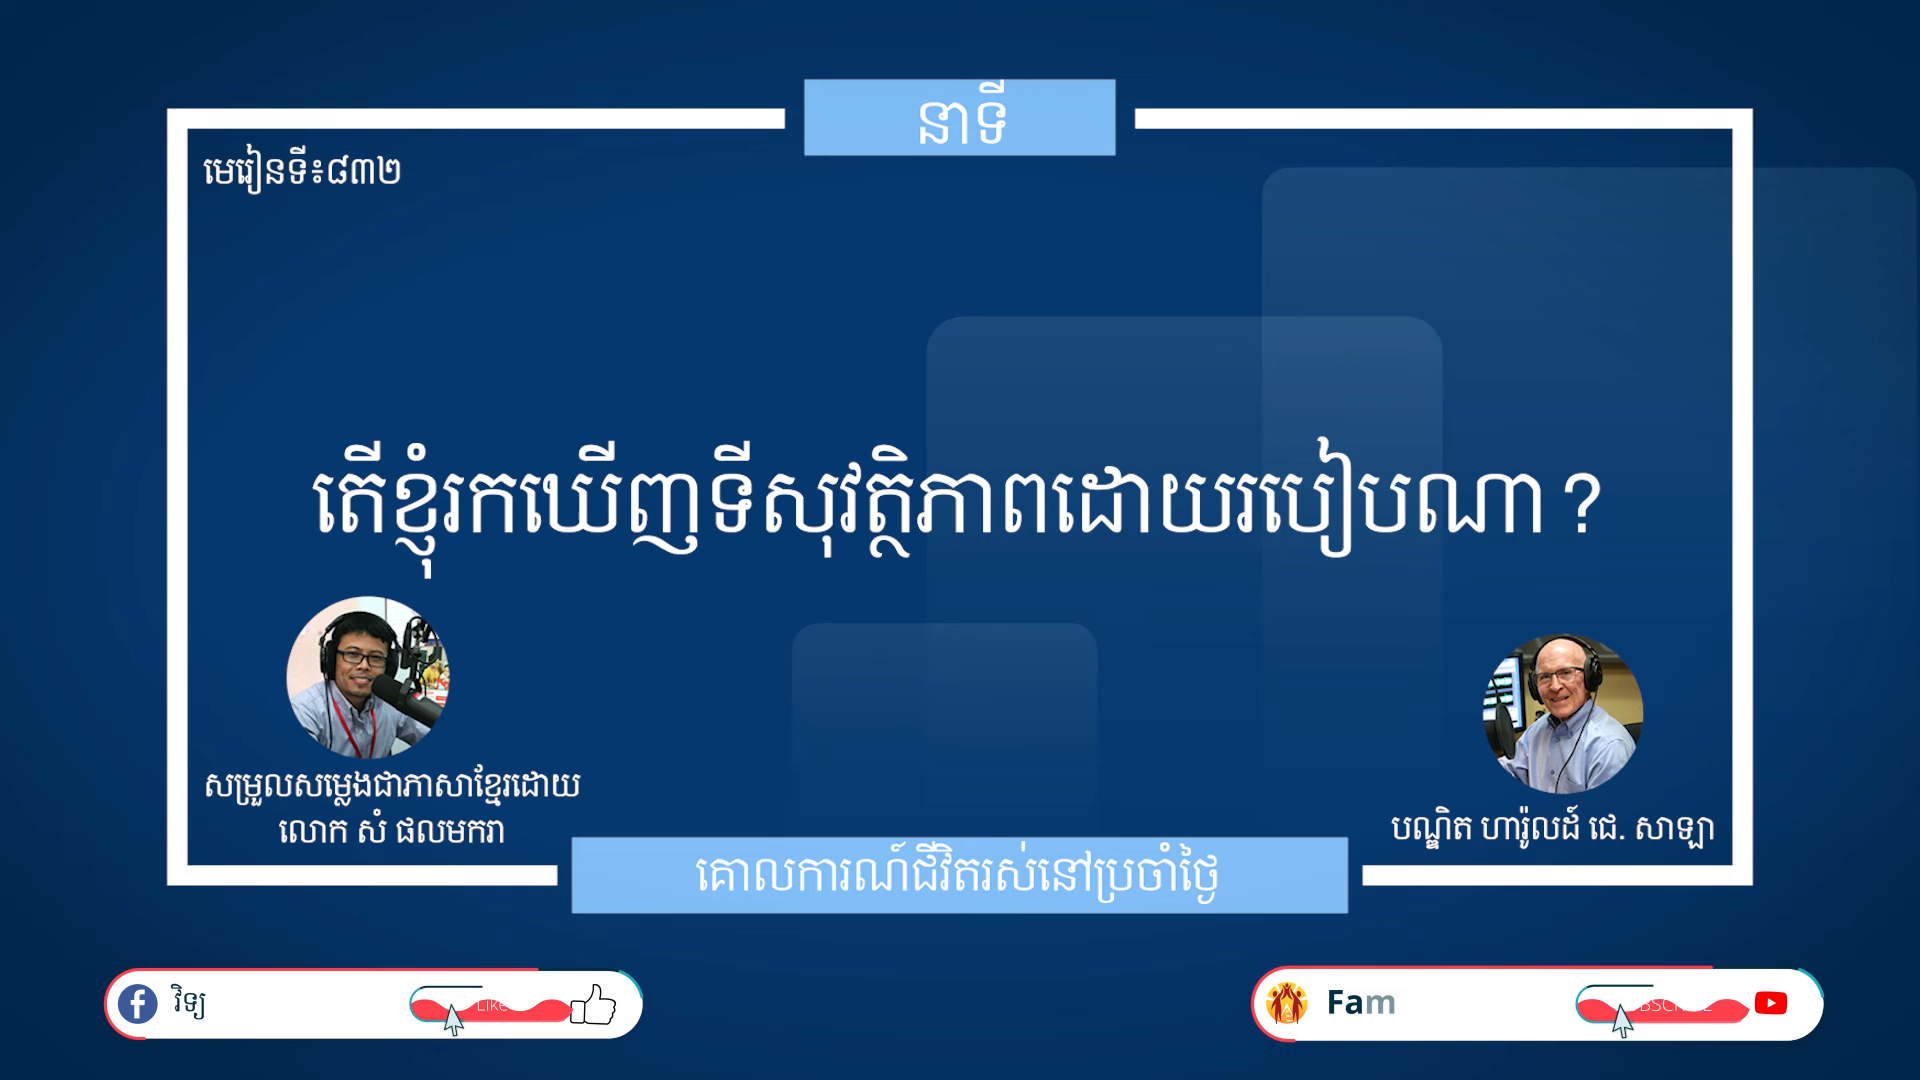 នាទី
មេរៀនទី៖៨៣២
តើខ្ញុំរកឃើញទីសុវត្ថិភាពដោយរបៀបណា ?
សម្រួលសម្លេងជាភាសាខ្មែរដោយ
លោក សំ ផលមករា
បណ្ឌិត ហារ៉ូលដ៍ ជេ. សាឡា
គោលការណ៍ជីវិតរស់នៅប្រចាំថ្ងៃ
វិទ្យ
Like
Fam